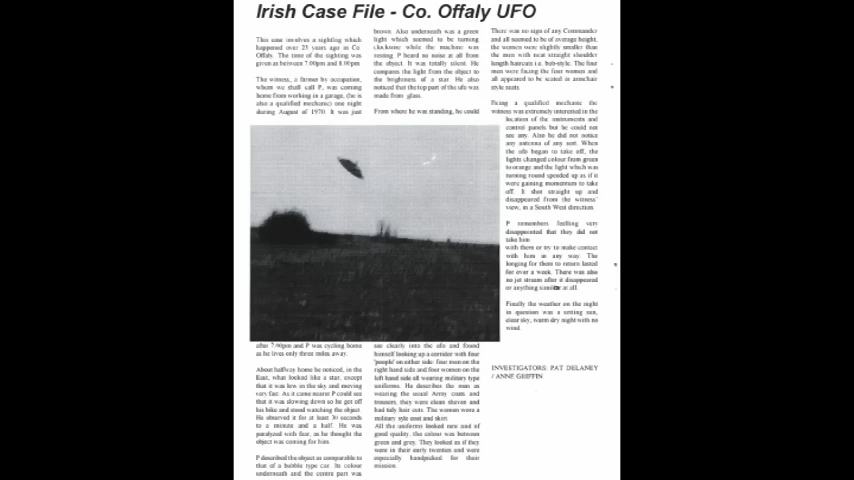 Irish Case File - Co. Offaly UFO
This case involves a sighting which
happened over 25 years ago in Co
Offaly. The time of the sighting was
given as between 7.00pm and 8.00pm
The witness, a farmer by occupation,
whom we shall call P, was coming
home from working in a garage, (he is
also a qualified mechanic) one night
during August of 1970. It was just
after 7.00pm and P was cycling home
as he lives only three miles away.
About halfway home he noticed, in the
East, what looked like a star, except
that it was low in the sky and moving
very fast. As it came nearer P could see
that it was slowing down so he got off
his bike and stood watching the object.
He observed it for at least 30 seconds
to a minute and a half. He was
paralyzed with fear, as he thought the
object was coming for him.
P described the object as comparable to
that of a bubble type car. Its colour
underneath and the centre part was
brown. Also underneath was a green
light which seemed to be turning
clockwise while the machine was
resting. P heard no noise at all from
the object. It was totally silent. He
compares the light from the object to
the brightness of a star. He also
noticed that the top part of the ufo was
made from glass.
From where he was standing, he could
see clearly into the ufo and found
himself looking up a corridor with four
'people' on either side: four men on the
right hand side and four women on the
left hand side all wearing military type
uniforms. He describes the men as
wearing the usual Army coats and
trousers, they were clean shaven and
had tidy hair cuts. The women wore a
military style coat and skirt.
All the uniforms looked new and of
good quality, the colour was between
green and grey. They looked as if they
were in their early twenties and were
especially handpicked for their
mission.
There was no sign of any Commander
and all seemed to be of average height,
the women were slightly smaller than
the men with neat straight shoulder
length haircuts i.e. bob-style. The four
men were facing the four women and
all appeared to be seated in armchair
style seats.
Being a qualified mechanic the
witness was extremely interested in the
location of the instruments and
control panels but he could not
see any. Also he did not notice
any antenna of any sort. When
the ufo began to take off, the
lights changed colour from green
to orange and the light which was
turning round speeded up as if it
were gaining momentum to take
off. It shot straight up and
disappeared from the witness'
view, in a South West direction.
P remembers feeling very
disappointed that they did not
take him
with them or try to make contact
with him in any way. The
longing for them to return lasted
for over a week. There was also
no jet stream after it disappeared
or anything similar at all.
Finally the weather on the night
in question was a setting sun,
clear sky, warm dry night with no
wind.
INVESTIGATORS: PAT DELANEY
/ ANNE GRIFFIN